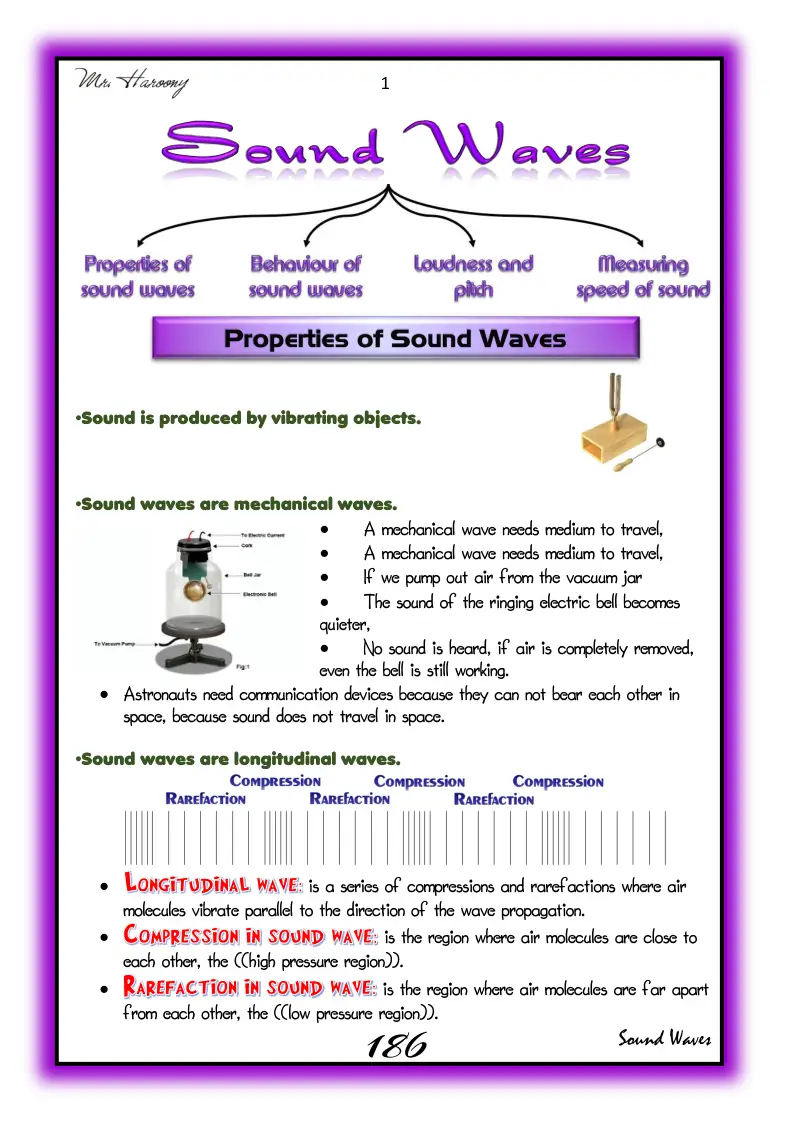 Mr. Haroony
1
Sound Waves
Properties of
sound waves
Behaviour of
sound waves
Loudness and
pitch
Measuring
speed of sound
Properties of Sound Waves
•Sound is produced by vibrating objects.
•Sound waves are mechanical waves.
To Electric Current
Cork
Bell Jar
Electronic Bell
To Vacuum Pump
Fig:1
• A mechanical wave needs medium to travel,
• A mechanical wave needs medium to travel,
• If we pump out air from the vacuum jar
• The sound of the ringing electric bell becomes
quieter,
• No sound is heard, if air is completely removed,
even the bell is still working.
• Astronauts need communication devices because they can not bear each other in
space, because sound does not travel in space.
•Sound waves are longitudinal waves.
Compression Compression Compression
Rarefaction Rarefaction Rarefaction
• Longitudinal wave: is a series of compressions and rarefactions where air
molecules vibrate parallel to the direction of the wave propagation.
• Compression in sound wave: is the region where air molecules are close to
each other, the ((high pressure region)).
• Rarefaction in sound wave: is the region where air molecules are far apart
from each other, the ((low pressure region)).
186
Sound Waves